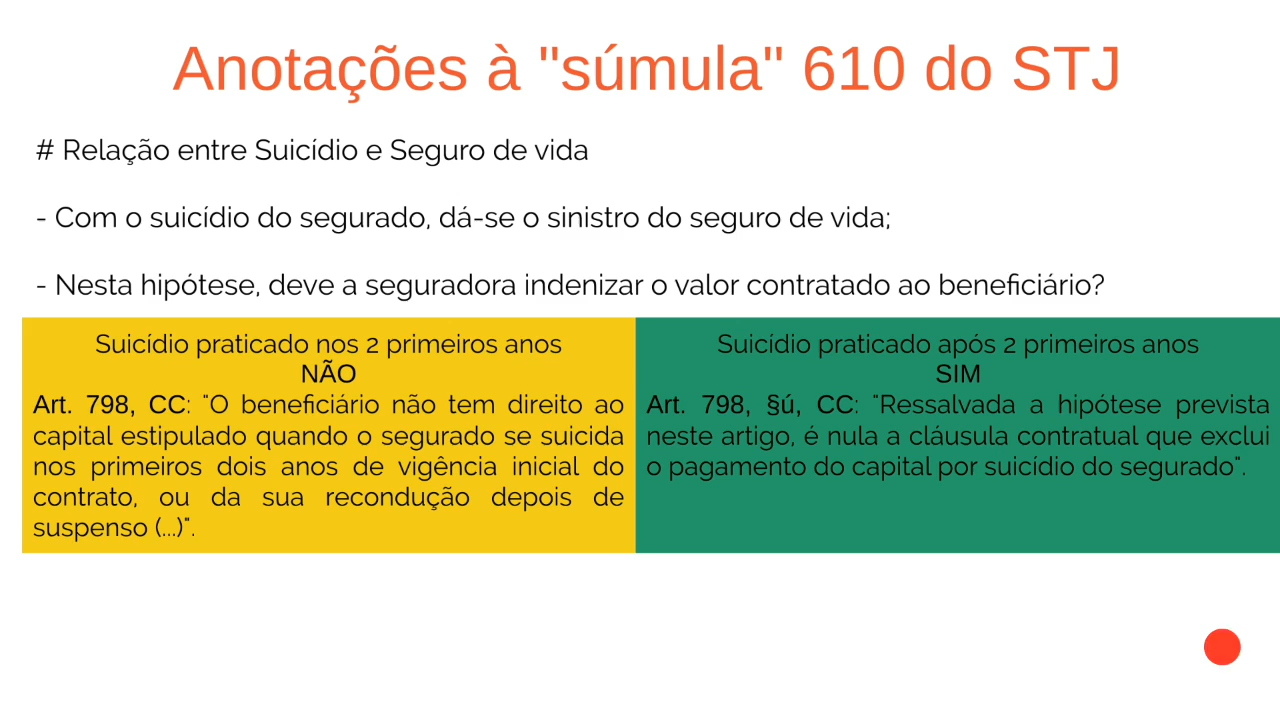 Anotações à "súmula" 610 do STJ
# Relação entre Suicídio e Seguro de vida
- Com o suicídio do segurado, dá-se o sinistro do seguro de vida;
- Nesta hipótese, deve a seguradora indenizar o valor contratado ao beneficiário?
Suicídio praticado nos 2 primeiros anos
NÃO
Art. 798, CC: "O beneficiário não tem direito ao
capital estipulado quando o segurado se suicida
nos primeiros dois anos de vigência inicial do
contrato, ou da sua recondução depois de
suspenso (...)".
Suicídio praticado após 2 primeiros anos
SIM
Art. 798, §ú, CC: "Ressalvada a hipótese prevista
neste artigo, é nula a cláusula contratual que exclui
o pagamento do capital por suicídio do segurado".